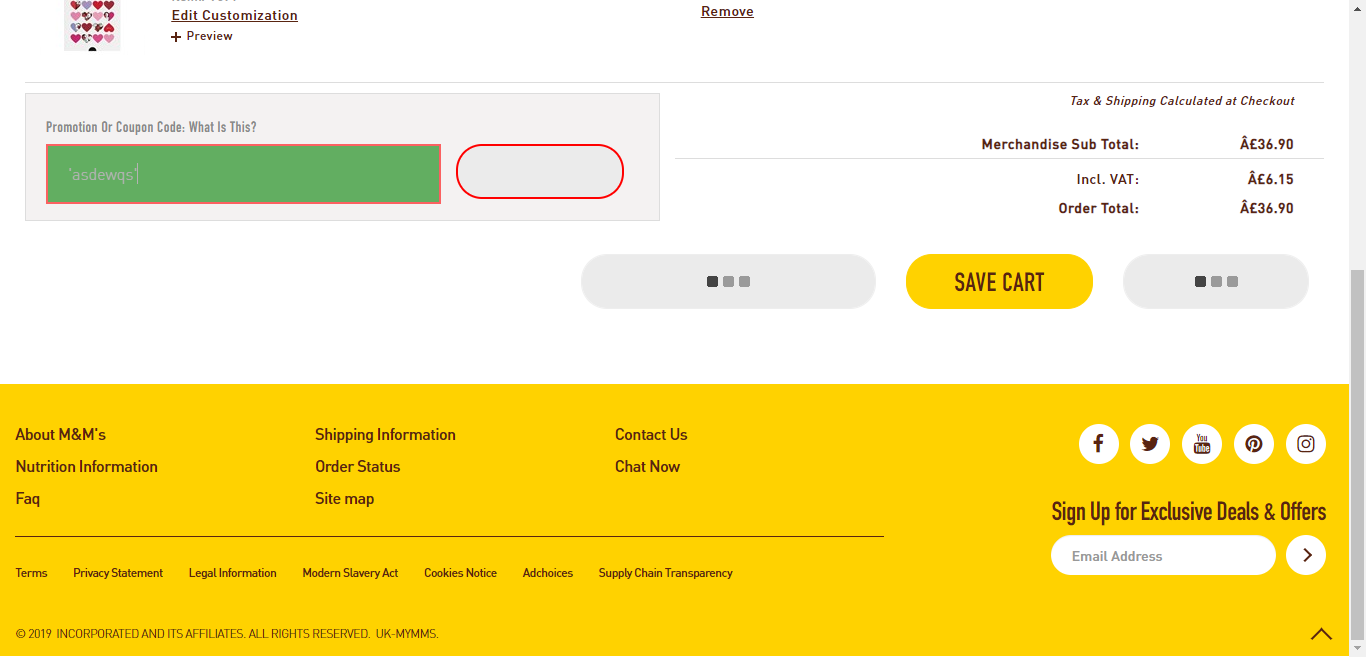 Edit Customization
Remove
+ Preview
Tax & Shipping Calculated at Checkout
Promotion Or Coupon Code: What Is This?
Merchandise Sub Total: Â£36.90
'asdewqs'
Incl. VAT: Â£6.15
Order Total: Â£36.90
SAVE CART
About M&M's
Nutrition Information
Faq
Shipping Information
Order Status
Site map
Contact Us
Chat Now
You Tube
Sign Up for Exclusive Deals & Offers
Email Address
Terms Privacy Statement Legal Information Modern Slavery Act Cookies Notice Adchoices Supply Chain Transparency
© 2019 INCORPORATED AND ITS AFFILIATES. ALL RIGHTS RESERVED. UK-MYMMS.